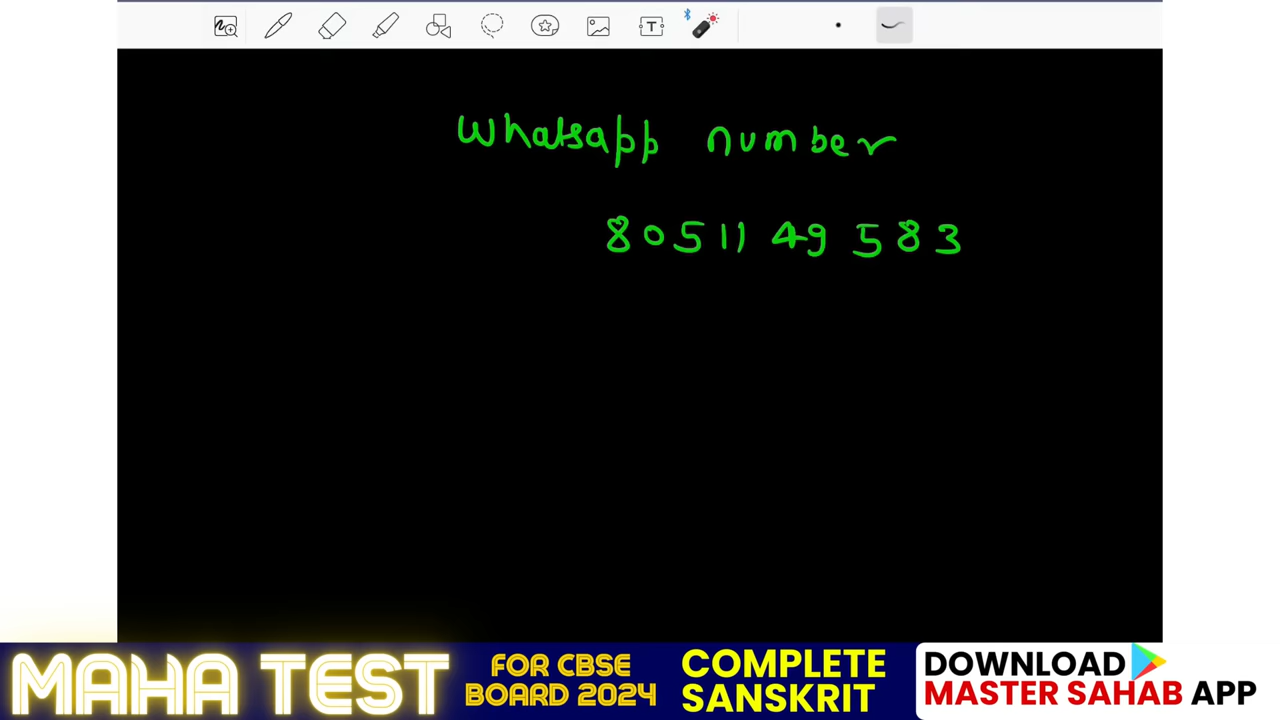 Whatsapp number
8051149583
MAHA TEST
FOR CBSE
BOARD 2024
COMPLETE
SANSKRIT
DOWNLOAD
MASTER SAHAB APP